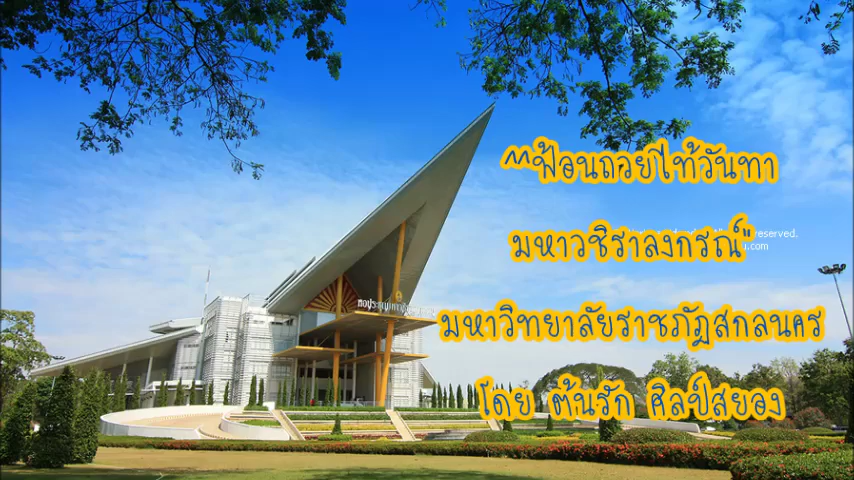 "ฟ้อนถวยไท้วันทา
มหาวชิราลงกรณ์"
reserved.
.com
มหาวิทยาลัยราชภัฏสกลนคร
โดย ต้นรัก ศิลป์สยอง